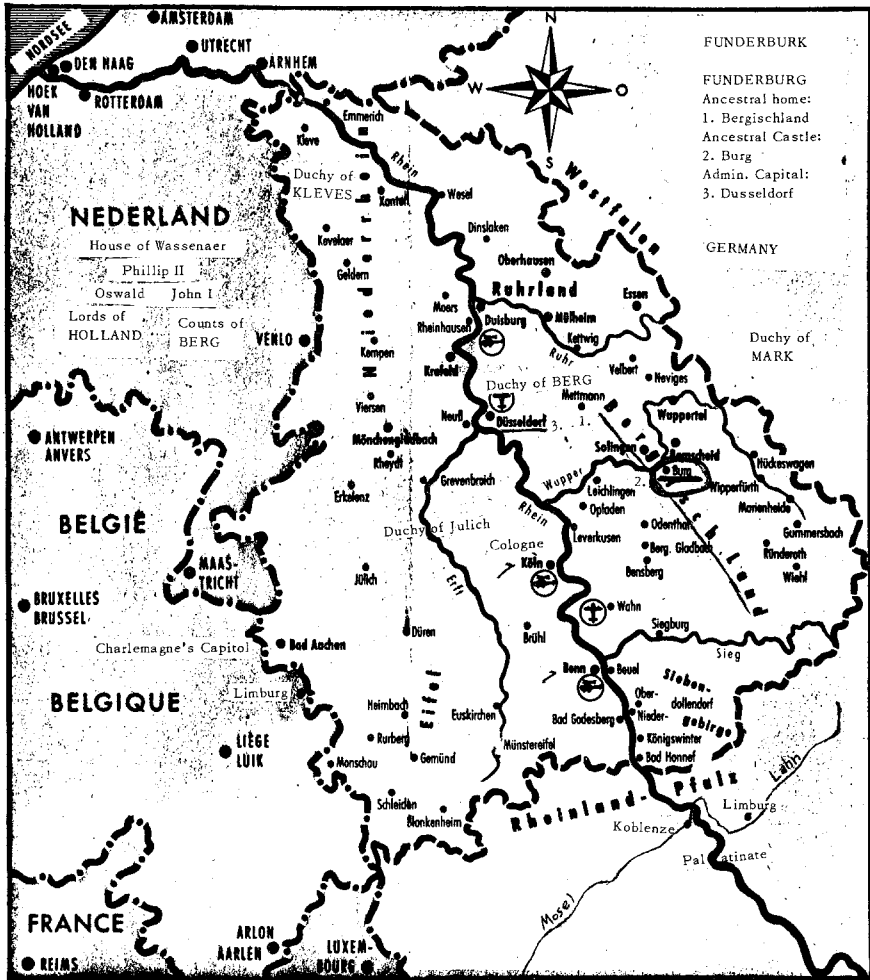 NORDSEE
AMSTERDAM
UTRECHT
DEN HAAG
ARNHEM
HOEK
VAN
HOLLAND
ROTTERDAM
N
W
O
S
FUNDERBURK
FUNDERBURG
Ancestral home:
1. Bergischland
Ancestral Castle:
2. Burg
Admin. Capital:
3. Dusseldorf
GERMANY
Emmerich
Kleve
Rhein
Duchy of
KLEVES
Xanten
Wesel
Westfalen
NEDERLAND
House of Wassenaer
Phillip II
Oswald John I
Lords of
HOLLAND
Counts of
BERG
Niederrhein
Kevelaer
Geldern
Dinslaken
Oberhausen
Ruhrland
Essen
Moers
Rheinhausen
Duisburg
Mülheim
Kettwig
Ruhr
VENLO
Kempen
Krefeld
Velbert
Neviges
Duchy of
MARK
Duchy of BERG
Mettmann
Viersen
Neuß
Düsseldorf
3. 1.
Bergisch. Land
Wuppertel
ANTWERPEN
ANVERS
Mönchengladbach
Rheydt
Solingen
Remscheid
Burg
2.
Hückeswagen
Wipperfürth
Grevenbroich
Wupper
Leichlingen
Erkelenz
Opladen
Marienheide
BELGIË
Duchy of Julich
Rhein
Leverkusen
Odenthal
Gummersbach
Cologne
Köln
Berg. Gladbach
Bensberg
Ründeroth
Wiehl
MAAS-
TRICHT
Jülich
Erft
BRUXELLES
BRUSSEL
Wahn
Charlemagne's Capitol
Bad Aachen
Düren
Brühl
Siegburg
Sieg
BELGIQUE
Limburg
Bonn
Beuel
Sieben-
gebirge
Ober-
dollendorf
Nieder-
Heimbach
Eifel
Euskirchen
Bad Godesberg
Königswinter
LIÈGE
LUIK
Rurberg
Gemünd
Münstereifel
Bad Honnef
Monschau
Schleiden
Blankenheim
Rheinland-Pfalz
Lahn
Limburg
Koblenze
Palatinate
Mosel
FRANCE
REIMS
ARLON
AARLEN
LUXEM-
BOURG